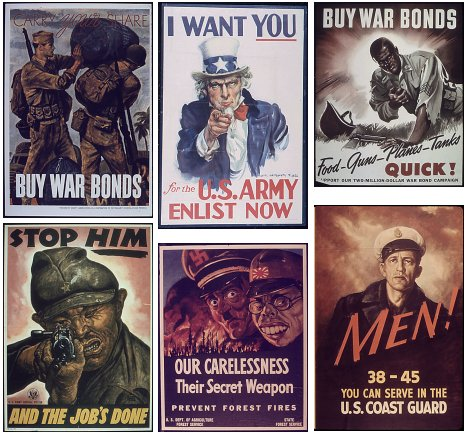 CARRY your SHARE
BUY WAR BONDS
I WANT YOU
for the U.S. ARMY
ENLIST NOW
BUY WAR BONDS
Food-Guns-Planes-Tanks
QUICK!
SUPPORT OUR TWO-MILLION-DOLLAR WAR BOND CAMPAIGN
STOP HIM
AND THE JOB'S DONE
OUR CARELESSNESS
Their Secret Weapon
PREVENT FOREST FIRES
U. S. DEPT. OF AGRICULTURE
FOREST SERVICE
STATE
FOREST SERVICE
MEN!
38 - 45
YOU CAN SERVE IN THE
U.S. COAST GUARD